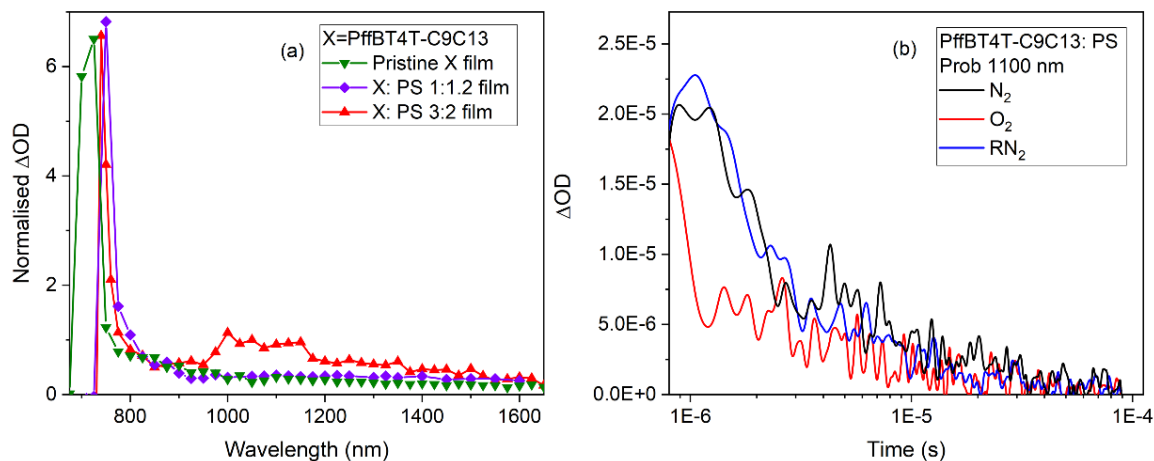 X=PffBT4T-C9C13
Pristine X film
X: PS 1:1.2 film
X: PS 3:2 film
(a)
6
4
2
0
Normalised ΔOD
800
1000
1200
1400
1600
Wavelength (nm)
(b)
PffBT4T-C9C13: PS
Prob 1100 nm
N₂
O₂
RN₂
2.5E-5
2.0E-5
1.5E-5
1.0E-5
5.0E-6
0.0E+0
ΔOD
1E-6
1E-5
1E-4
Time (s)